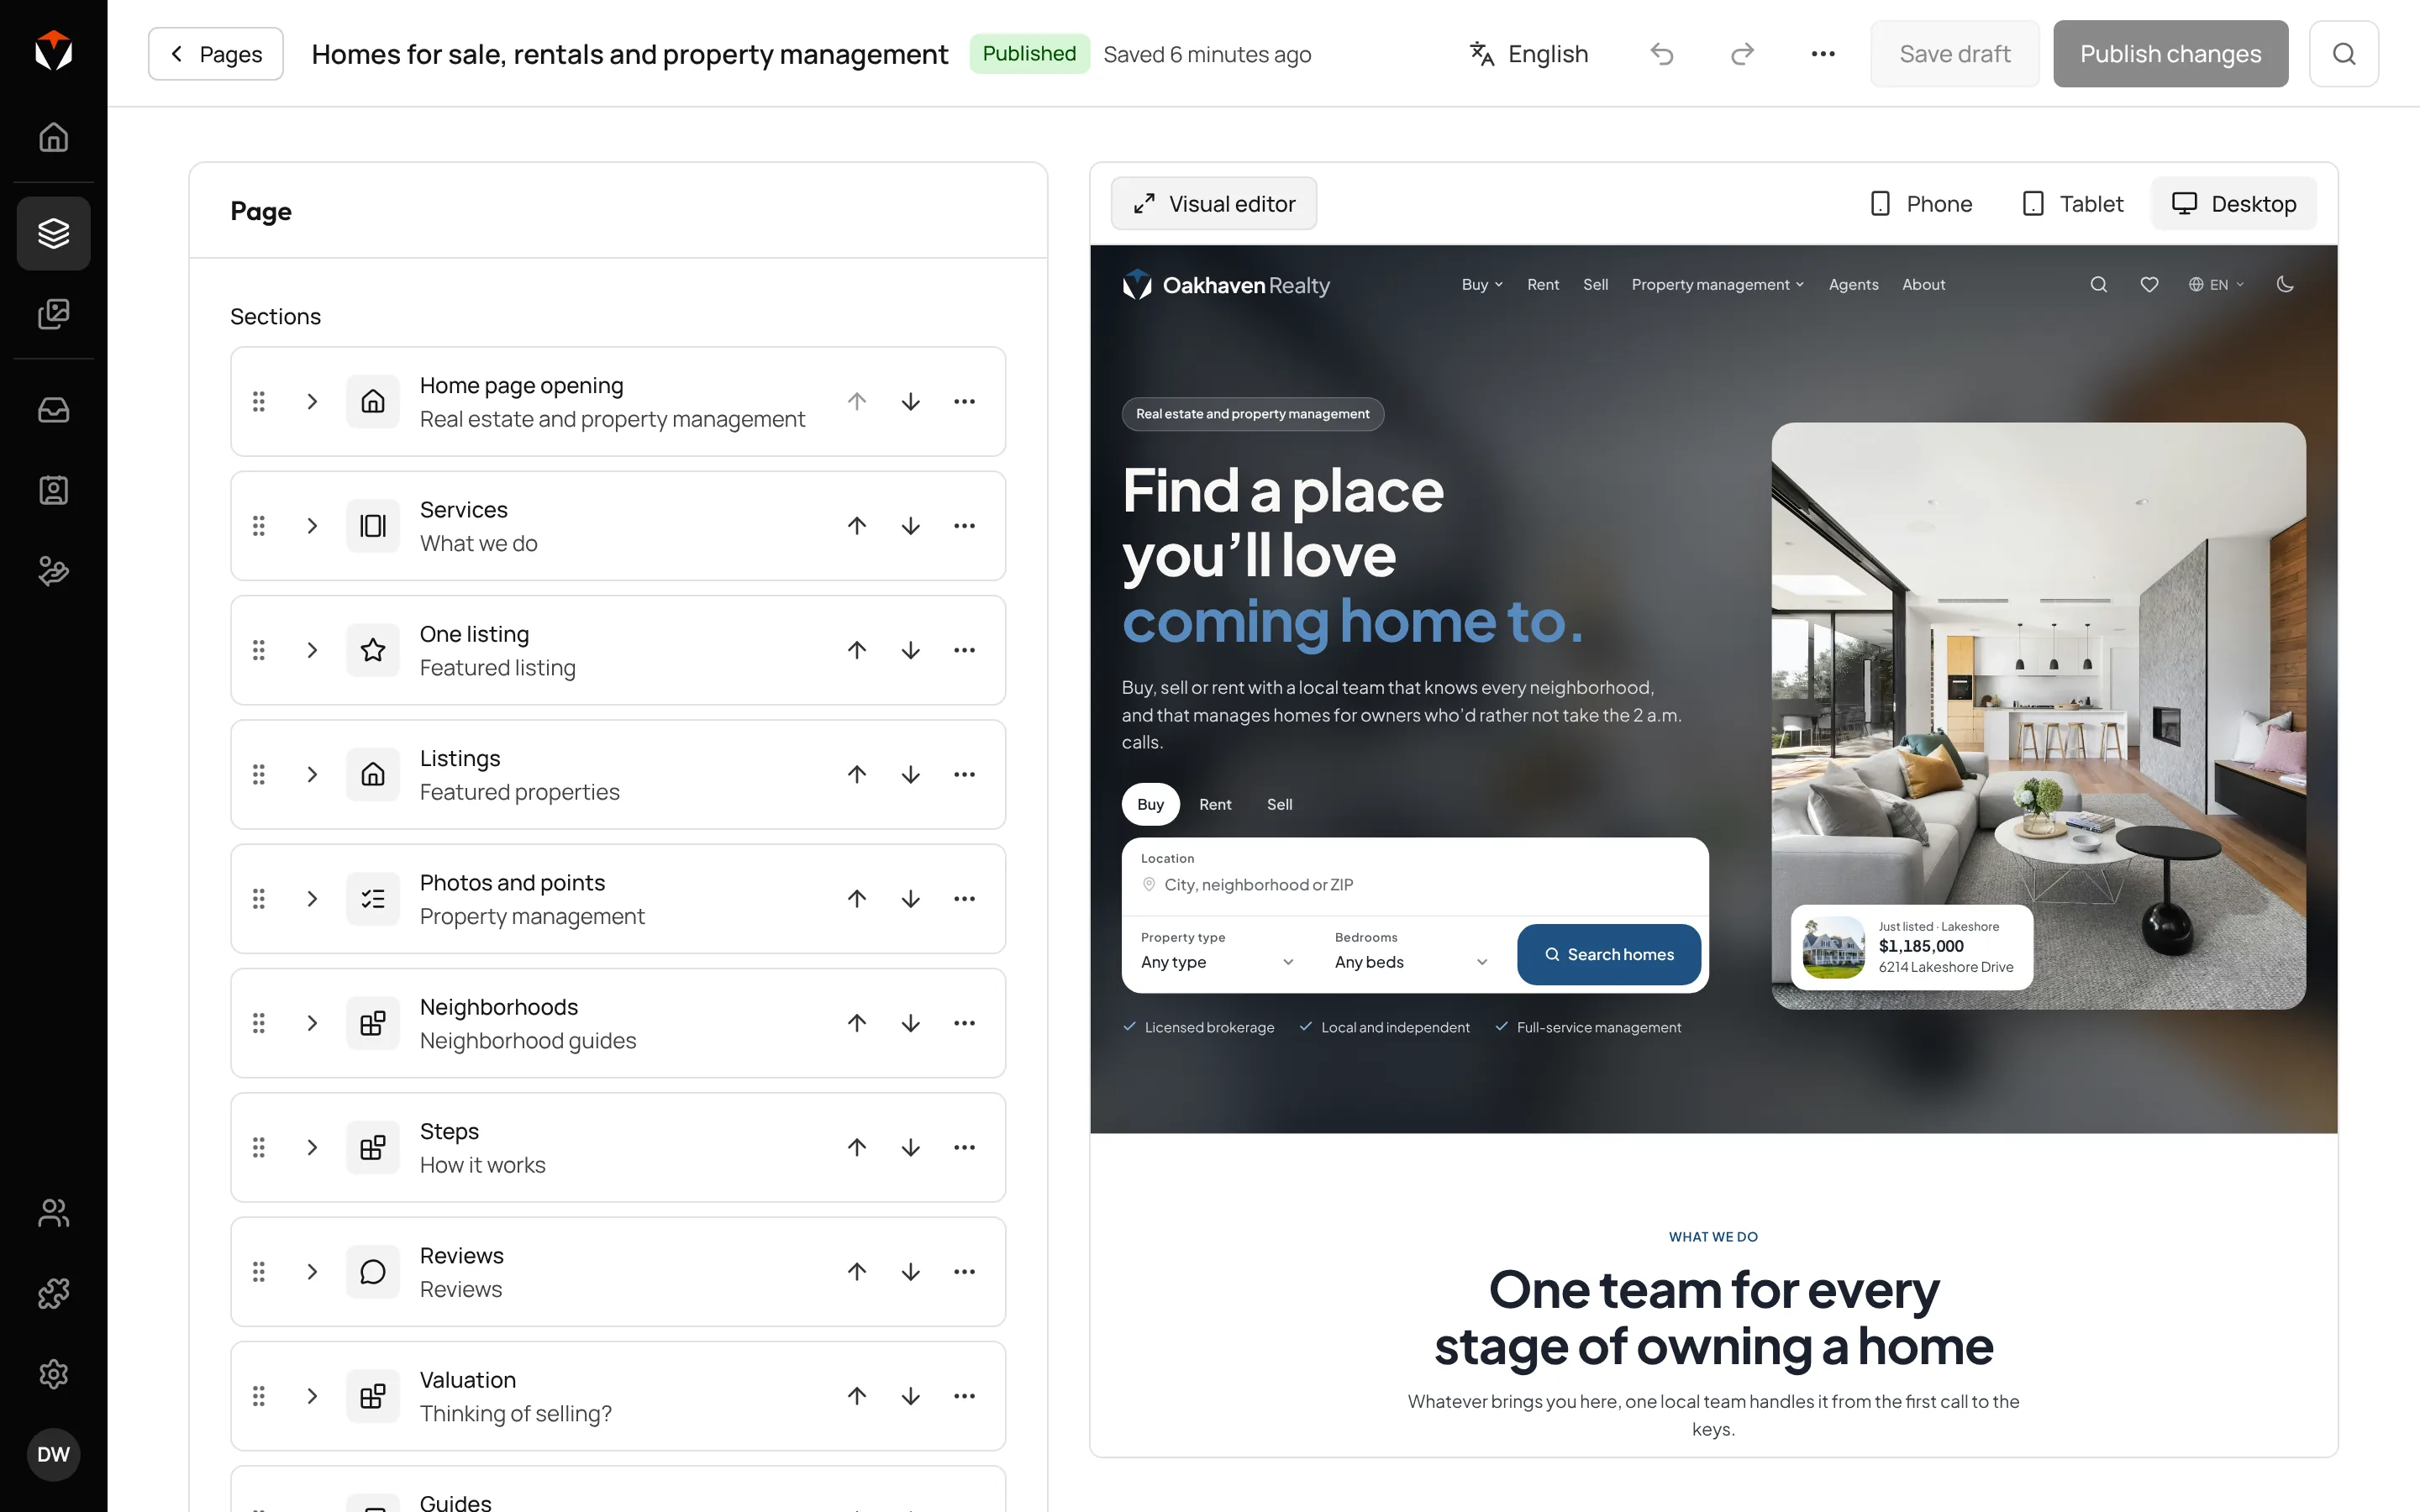 Pages
Homes for sale, rentals and property management
Published
Saved 6 minutes ago
English
Save draft
Publish changes
Page
Sections
Home page opening
Real estate and property management
Services
What we do
One listing
Featured listing
Listings
Featured properties
Photos and points
Property management
Neighborhoods
Neighborhood guides
Steps
How it works
Reviews
Reviews
Valuation
Thinking of selling?
Guides
DW
Visual editor
Phone
Tablet
Desktop
Oakhaven Realty
Buy
Rent
Sell
Property management
Agents
About
EN
Real estate and property management
Find a place
you’ll love
coming home to.
Buy, sell or rent with a local team that knows every neighborhood,
and that manages homes for owners who’d rather not take the 2 a.m.
calls.
Buy
Rent
Sell
Location
City, neighborhood or ZIP
Property type
Any type
Bedrooms
Any beds
Search homes
Licensed brokerage
Local and independent
Full-service management
Just listed · Lakeshore
$1,185,000
6214 Lakeshore Drive
WHAT WE DO
One team for every
stage of owning a home
Whatever brings you here, one local team handles it from the first call to the
keys.